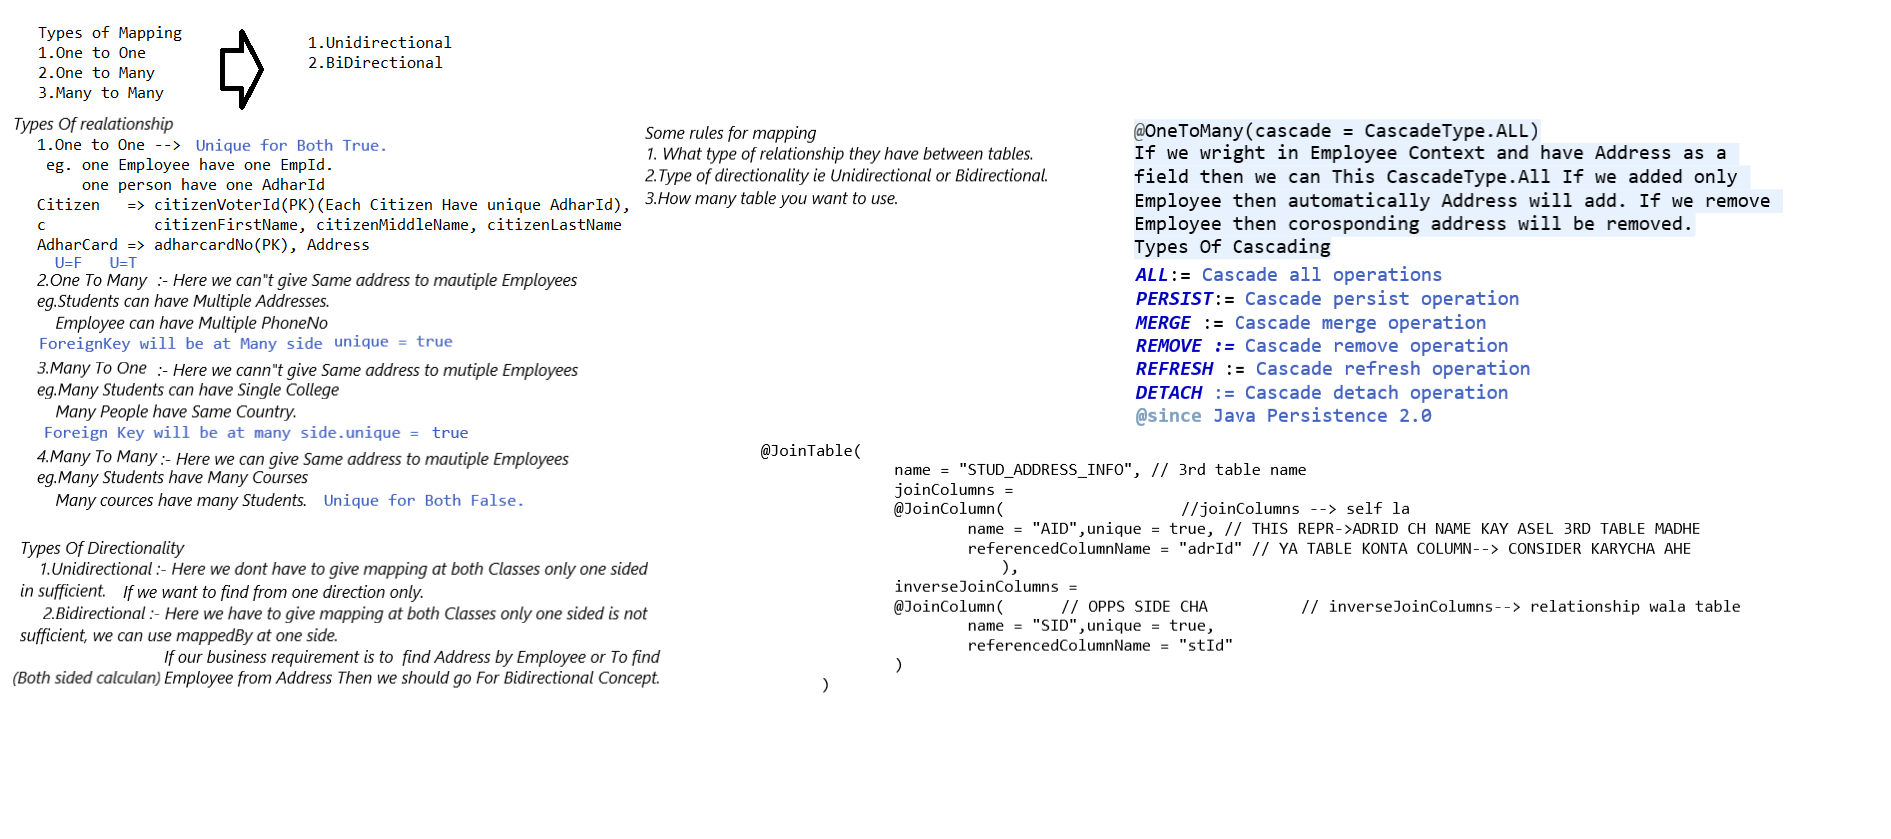 Types of Mapping
1.One to One
2.One to Many
3.Many to Many
1.Unidirectional
2.BiDirectional
Types Of realationship
1.One to One --> Unique for Both True.
eg. one Employee have one EmpId.
one person have one AdharId
Citizen => citizenVoterId(PK)(Each Citizen Have unique AdharId),
c citizenFirstName, citizenMiddleName, citizenLastName
AdharCard => adharcardNo(PK), Address
U=F U=T
2.One To Many :- Here we can"t give Same address to mautiple Employees
eg.Students can have Multiple Addresses.
Employee can have Multiple PhoneNo
ForeignKey will be at Many side unique = true
3.Many To One :- Here we cann"t give Same address to mutiple Employees
eg.Many Students can have Single College
Many People have Same Country.
Foreign Key will be at many side.unique = true
4.Many To Many :- Here we can give Same address to mautiple Employees
eg.Many Students have Many Courses
Many cources have many Students. Unique for Both False.
Types Of Directionality
1.Unidirectional :- Here we dont have to give mapping at both Classes only one sided
in sufficient. If we want to find from one direction only.
2.Bidirectional :- Here we have to give mapping at both Classes only one sided is not
sufficient, we can use mappedBy at one side.
If our business requirement is to find Address by Employee or To find
(Both sided calculan) Employee from Address Then we should go For Bidirectional Concept.
Some rules for mapping
1. What type of relationship they have between tables.
2.Type of directionality ie Unidirectional or Bidirectional.
3.How many table you want to use.
@OneToMany(cascade = CascadeType.ALL)
If we wright in Employee Context and have Address as a
field then we can This CascadeType.All If we added only
Employee then automatically Address will add. If we remove
Employee then corosponding address will be removed.
Types Of Cascading
ALL:= Cascade all operations
PERSIST:= Cascade persist operation
MERGE := Cascade merge operation
REMOVE := Cascade remove operation
REFRESH := Cascade refresh operation
DETACH := Cascade detach operation
@since Java Persistence 2.0
@JoinTable(
name = "STUD_ADDRESS_INFO", // 3rd table name
joinColumns =
@JoinColumn( //joinColumns --> self la
name = "AID",unique = true, // THIS REPR->ADRID CH NAME KAY ASEL 3RD TABLE MADHE
referencedColumnName = "adrId" // YA TABLE KONTA COLUMN--> CONSIDER KARYCHA AHE
),
inverseJoinColumns =
@JoinColumn( // OPPS SIDE CHA // inverseJoinColumns--> relationship wala table
name = "SID",unique = true,
referencedColumnName = "stId"
)
)